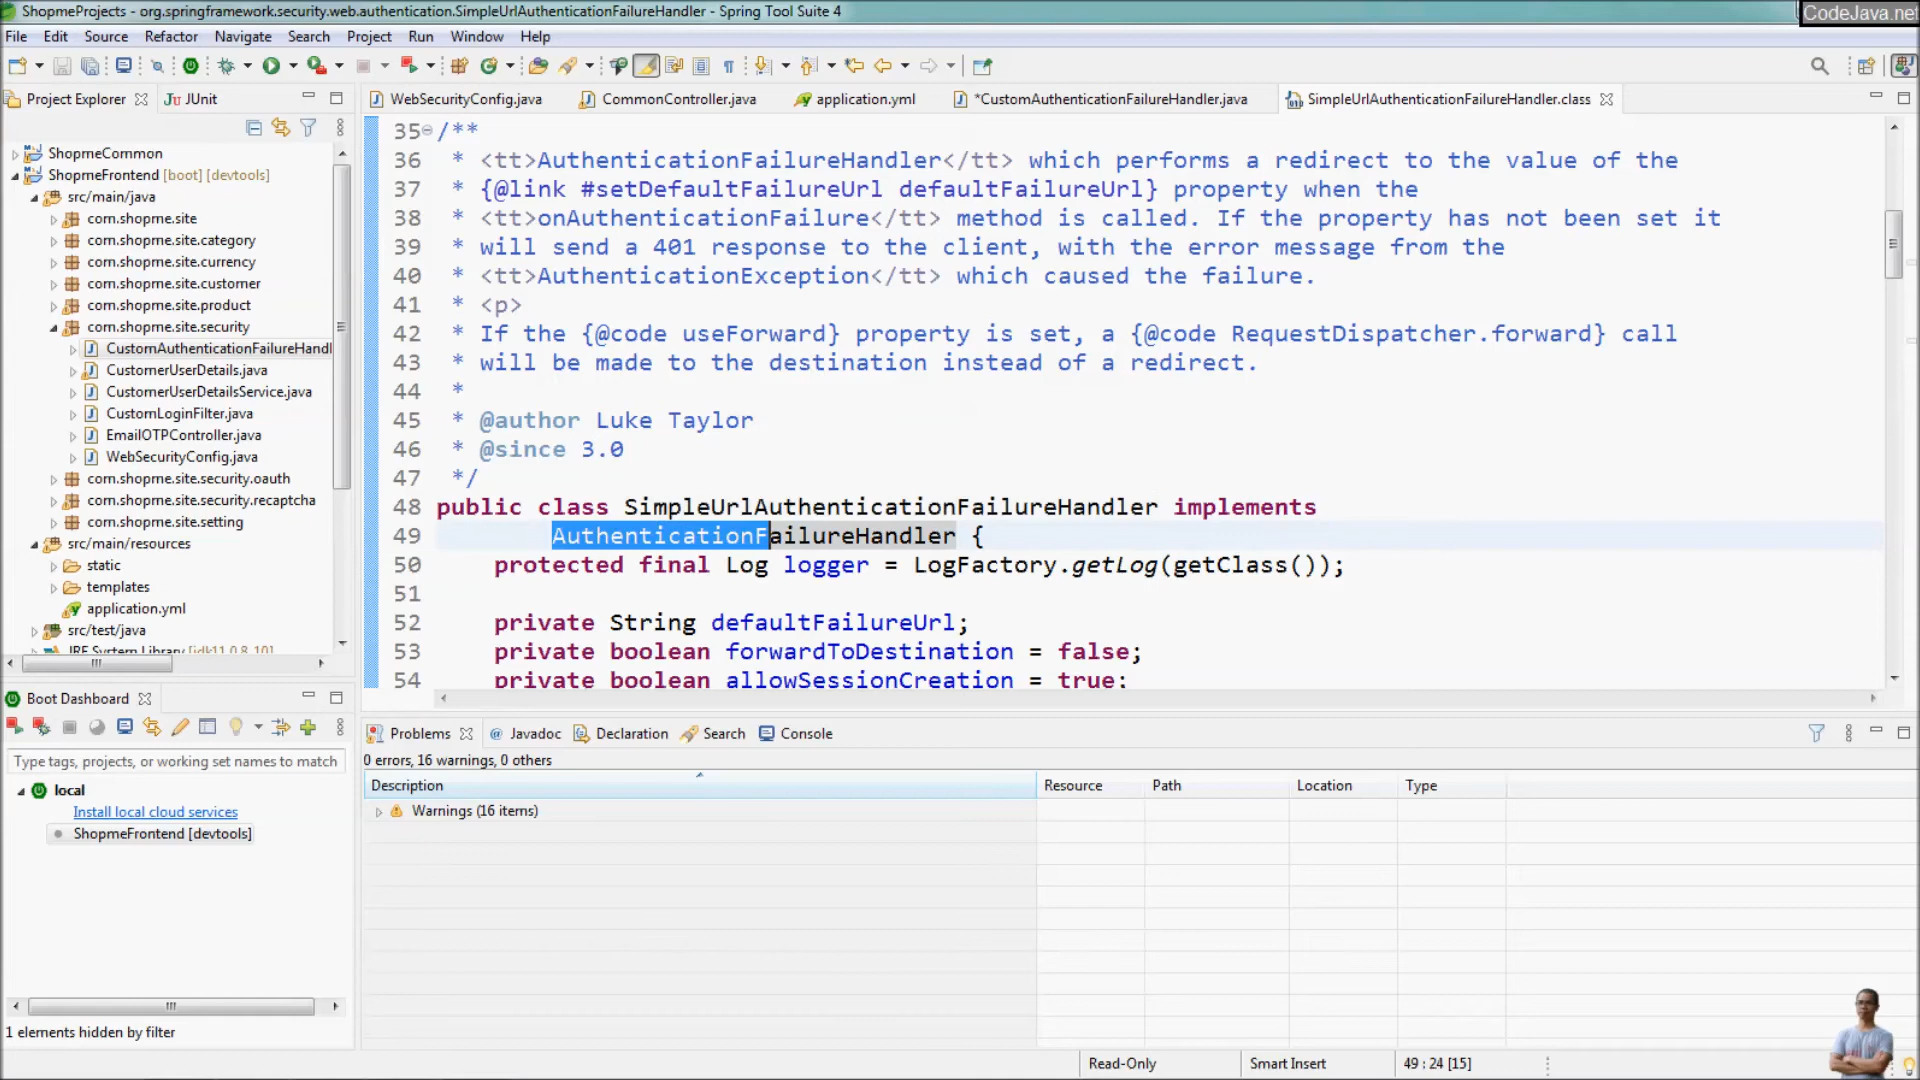 ShopmeProjects - org.springframework.security.web.authentication.SimpleUrlAuthenticationFailureHandler - Spring Tool Suite 4
CodeJava.net
File Edit Source Refactor Navigate Search Project Run Window Help
Project Explorer JUnit
WebSecurityConfig.java CommonController.java application.yml *CustomAuthenticationFailureHandler.java SimpleUrlAuthenticationFailureHandler.class
ShopmeCommon
ShopmeFrontend [boot] [devtools]
src/main/java
com.shopme.site
com.shopme.site.category
com.shopme.site.currency
com.shopme.site.customer
com.shopme.site.product
com.shopme.site.security
CustomAuthenticationFailureHandl
CustomerUserDetails.java
CustomerUserDetailsService.java
CustomLoginFilter.java
EmailOTPController.java
WebSecurityConfig.java
com.shopme.site.security.oauth
com.shopme.site.security.recaptcha
com.shopme.site.setting
src/main/resources
static
templates
application.yml
src/test/java
JRE System Library [jdk11.0.8_10]
35 /**
36 * <tt>AuthenticationFailureHandler</tt> which performs a redirect to the value of the
37 * {@link #setDefaultFailureUrl defaultFailureUrl} property when the
38 * <tt>onAuthenticationFailure</tt> method is called. If the property has not been set it
39 * will send a 401 response to the client, with the error message from the
40 * <tt>AuthenticationException</tt> which caused the failure.
41 * <p>
42 * If the {@code useForward} property is set, a {@code RequestDispatcher.forward} call
43 * will be made to the destination instead of a redirect.
44 *
45 * @author Luke Taylor
46 * @since 3.0
47 */
48 public class SimpleUrlAuthenticationFailureHandler implements
49 AuthenticationFailureHandler {
50 protected final Log logger = LogFactory.getLog(getClass());
51
52 private String defaultFailureUrl;
53 private boolean forwardToDestination = false;
54 private boolean allowSessionCreation = true;
Boot Dashboard
Type tags, projects, or working set names to match
local
Install local cloud services
ShopmeFrontend [devtools]
1 elements hidden by filter
Problems Javadoc Declaration Search Console
0 errors, 16 warnings, 0 others
Description Resource Path Location Type
Warnings (16 items)
Read-Only Smart Insert 49 : 24 [15]